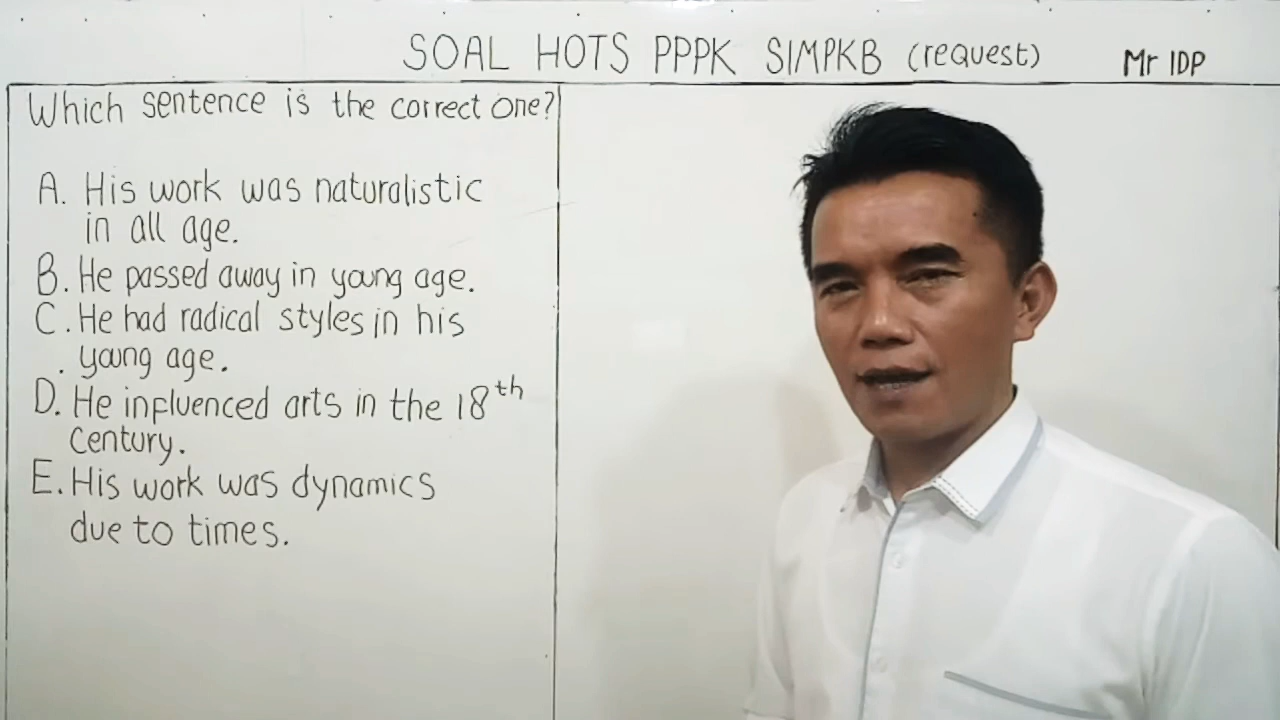 SOAL HOTS PPPK SIMPKB (request) Mr IDP
Which sentence is the correct one?
A. His work was naturalistic
in all age.
B. He passed away in young age.
C. He had radical styles in his
. young age.
D. He influenced arts in the 18th
century.
E. His work was dynamics
due to times.